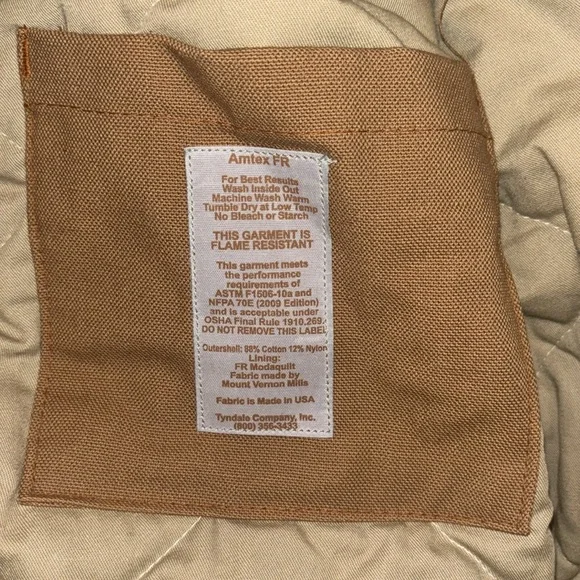 Amtex FR
For Best Results
Wash Inside Out
Machine Wash Warm
Tumble Dry at Low Temp
No Bleach or Starch
THIS GARMENT IS
FLAME RESISTANT
This garment meets
the performance
requirements of
ASTM F1506-10a and
NFPA 70E (2009 Edition)
and is acceptable under
OSHA Final Rule 1910.269.
DO NOT REMOVE THIS LABEL
Outershell: 88% Cotton 12% Nylon
Lining:
FR Modaquilt
Fabric made by
Mount Vernon Mills
Fabric is Made in USA
Tyndale Company, Inc.
(800) 356-3433